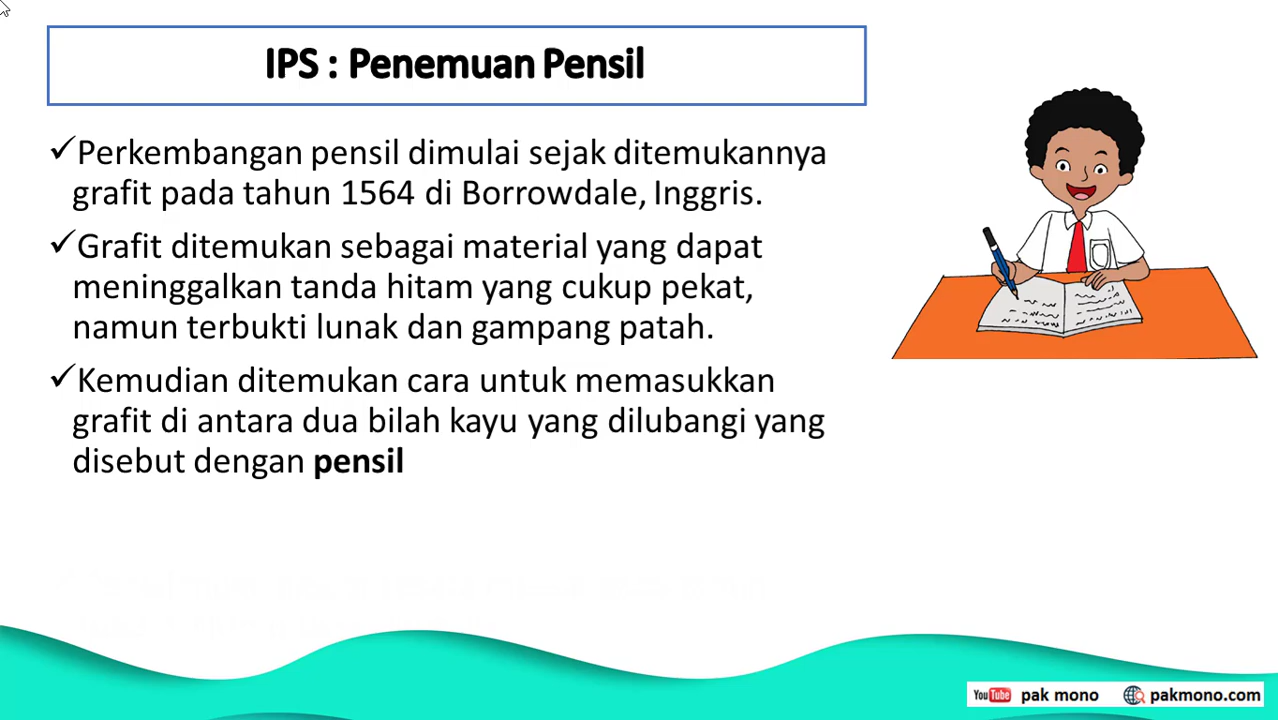 IPS : Penemuan Pensil
✓Perkembangan pensil dimulai sejak ditemukannya
grafit pada tahun 1564 di Borrowdale, Inggris.
✓Grafit ditemukan sebagai material yang dapat
meninggalkan tanda hitam yang cukup pekat,
namun terbukti lunak dan gampang patah.
✓Kemudian ditemukan cara untuk memasukkan
grafit di antara dua bilah kayu yang dilubangi yang
disebut dengan pensil
YouTube pak mono pakmono.com